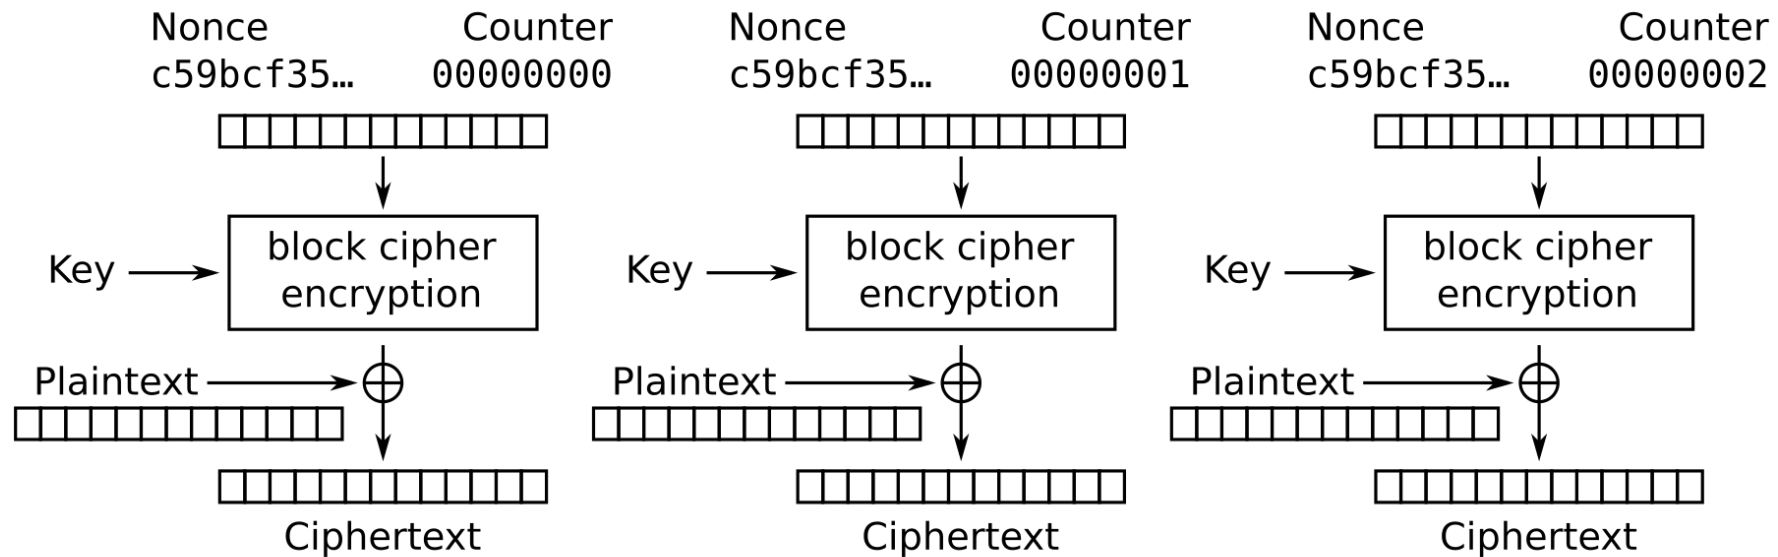 Nonce Counter Nonce Counter Nonce Counter
c59bcf35… 00000000 c59bcf35… 00000001 c59bcf35… 00000002
block cipher block cipher block cipher
Key Key Key
encryption encryption encryption
Plaintext Plaintext Plaintext
Ciphertext Ciphertext Ciphertext